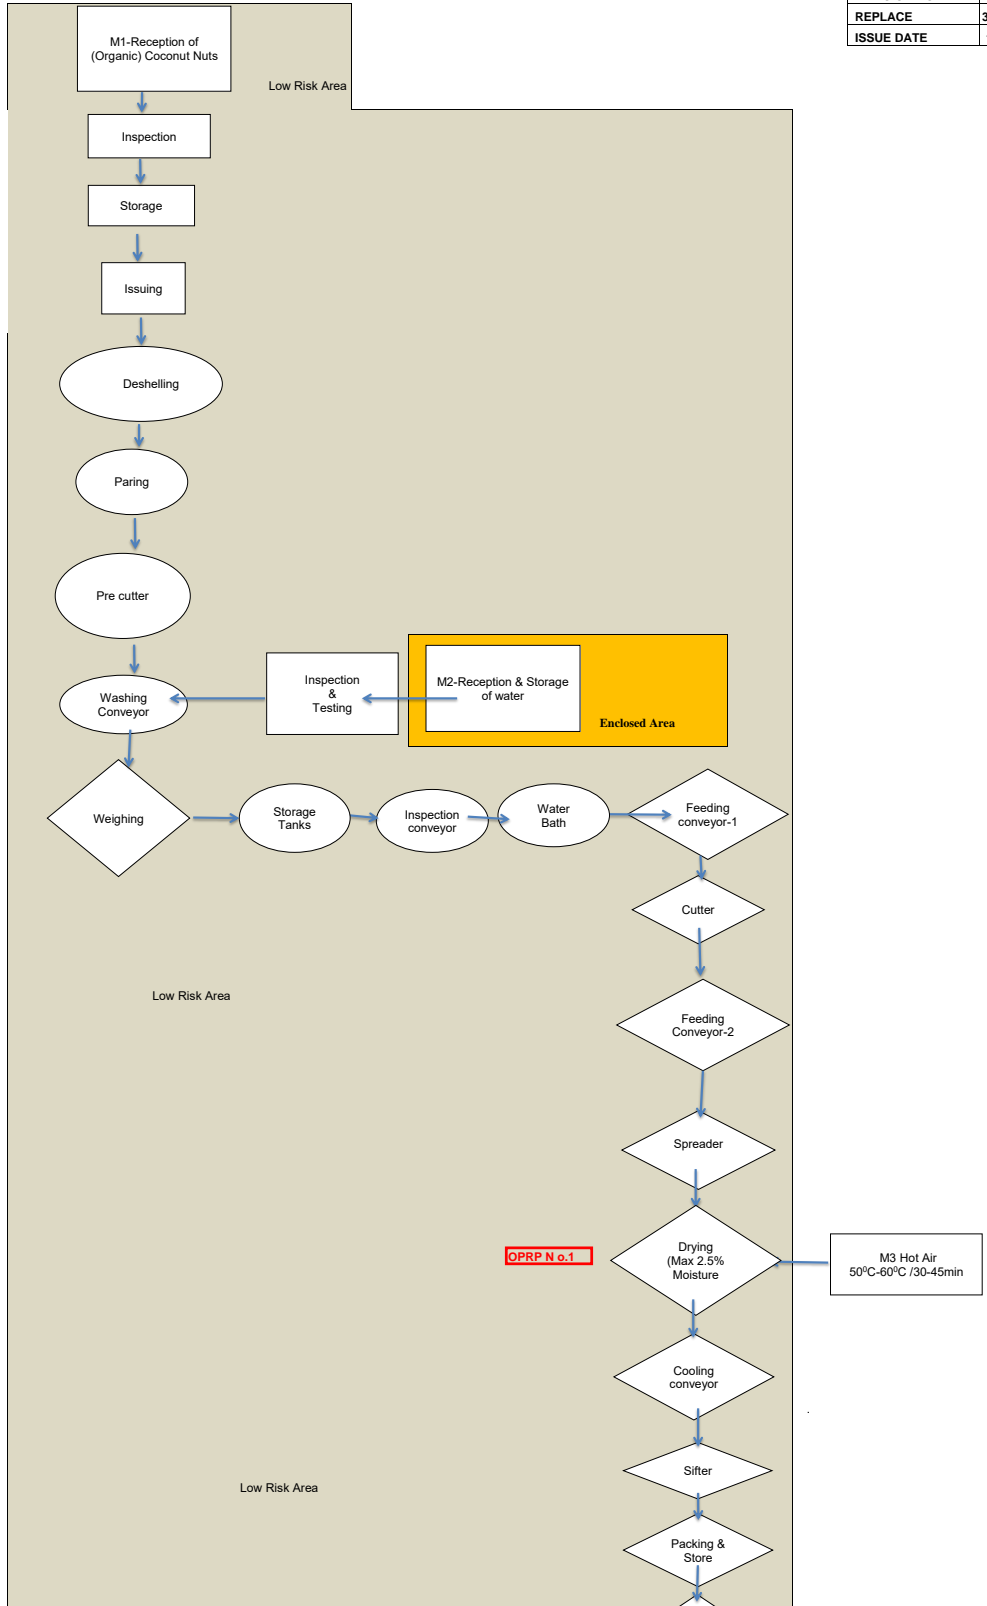 REPLACE 3
ISSUE DATE
M1-Reception of
(Organic) Coconut Nuts
Low Risk Area
Inspection
Storage
Issuing
Deshelling
Paring
Pre cutter
Washing
Conveyor
Inspection
&
Testing
M2-Reception & Storage
of water
Enclosed Area
Weighing
Storage
Tanks
Inspection
conveyor
Water
Bath
Feeding
conveyor-1
Cutter
Low Risk Area
Feeding
Conveyor-2
Spreader
OPRP N o.1
Drying
(Max 2.5%
Moisture
M3 Hot Air
50⁰C-60⁰C /30-45min
Cooling
conveyor
.
Sifter
Low Risk Area
Packing &
Store